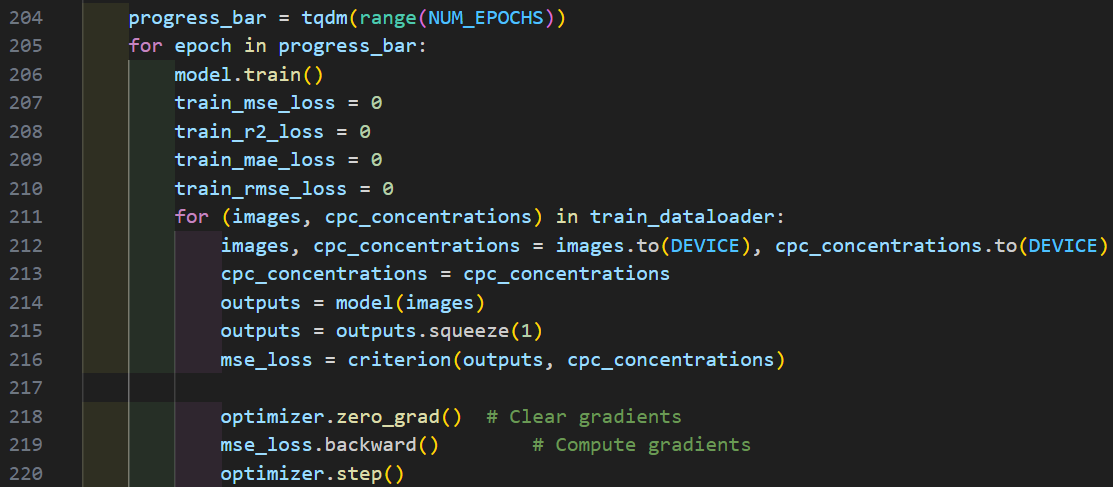 204 progress_bar = tqdm(range(NUM_EPOCHS))
205 for epoch in progress_bar:
206 model.train()
207 train_mse_loss = 0
208 train_r2_loss = 0
209 train_mae_loss = 0
210 train_rmse_loss = 0
211 for (images, cpc_concentrations) in train_dataloader:
212 images, cpc_concentrations = images.to(DEVICE), cpc_concentrations.to(DEVICE)
213 cpc_concentrations = cpc_concentrations
214 outputs = model(images)
215 outputs = outputs.squeeze(1)
216 mse_loss = criterion(outputs, cpc_concentrations)
217
218 optimizer.zero_grad()  # Clear gradients
219 mse_loss.backward()        # Compute gradients
220 optimizer.step()